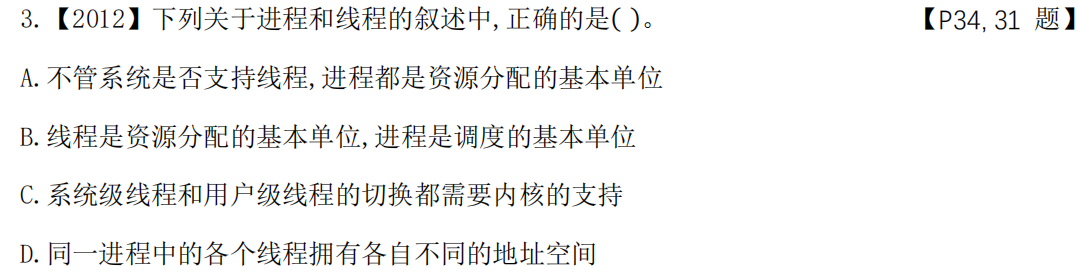 3.【2012】下列关于进程和线程的叙述中,正确的是( )。 【P34,31 题】
A.不管系统是否支持线程,进程都是资源分配的基本单位
B.线程是资源分配的基本单位,进程是调度的基本单位
C.系统级线程和用户级线程的切换都需要内核的支持
D.同一进程中的各个线程拥有各自不同的地址空间